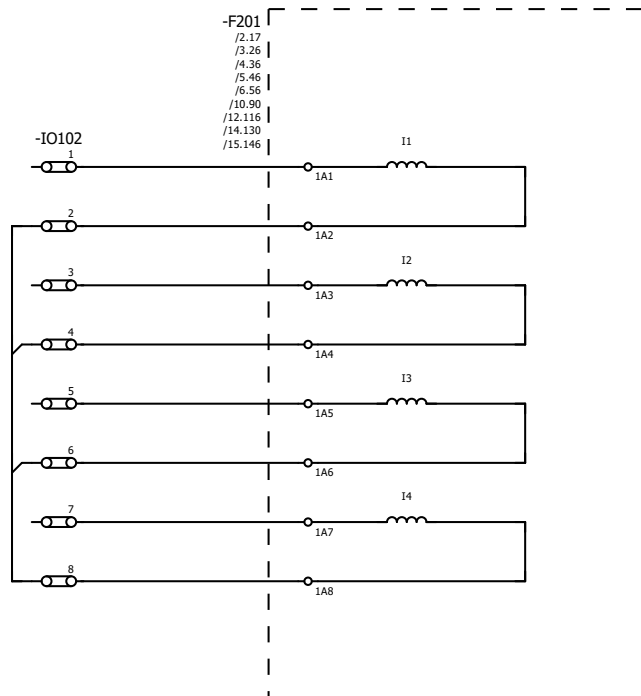 -F201
/2.17
/3.26
/4.36
/5.46
/6.56
/10.90
/12.116
/14.130
/15.146
-IO102
1
I1
1A1
2
1A2
3
I2
1A3
4
1A4
5
I3
1A5
6
1A6
7
I4
1A7
8
1A8